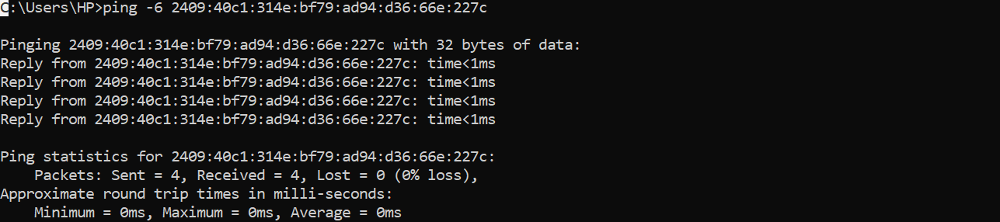 C:\Users\HP>ping -6 2409:40c1:314e:bf79:ad94:d36:66e:227c
Pinging 2409:40c1:314e:bf79:ad94:d36:66e:227c with 32 bytes of data:
Reply from 2409:40c1:314e:bf79:ad94:d36:66e:227c: time<1ms
Reply from 2409:40c1:314e:bf79:ad94:d36:66e:227c: time<1ms
Reply from 2409:40c1:314e:bf79:ad94:d36:66e:227c: time<1ms
Reply from 2409:40c1:314e:bf79:ad94:d36:66e:227c: time<1ms
Ping statistics for 2409:40c1:314e:bf79:ad94:d36:66e:227c:
    Packets: Sent = 4, Received = 4, Lost = 0 (0% loss),
Approximate round trip times in milli-seconds:
    Minimum = 0ms, Maximum = 0ms, Average = 0ms